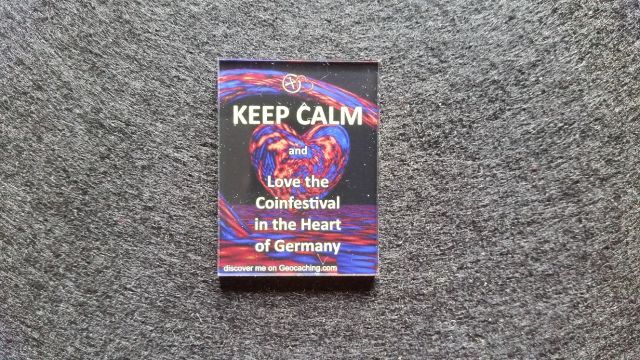 KEEP CALM
and
Love the
Coinfestival
in the Heart
of Germany
discover me on Geocaching.com